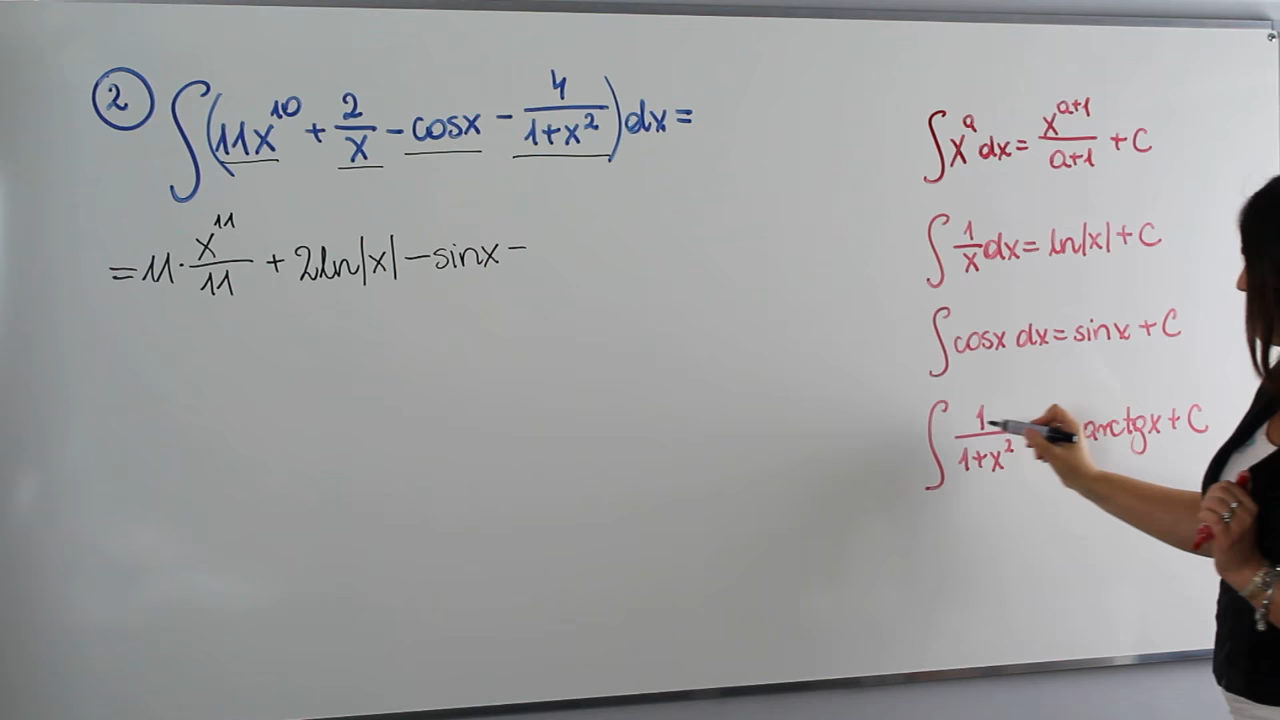 ② ∫(11x¹⁰ + 2/x - cosx - 4/(1+x²))dx =
= 11 · x¹¹/11 + 2ln|x| - sinx -
∫xᵃdx = xᵃ⁺¹/(a+1) + C
∫1/x dx = ln|x| + C
∫cosx dx = sinx + C
∫1/(1+x²) arctgx + C